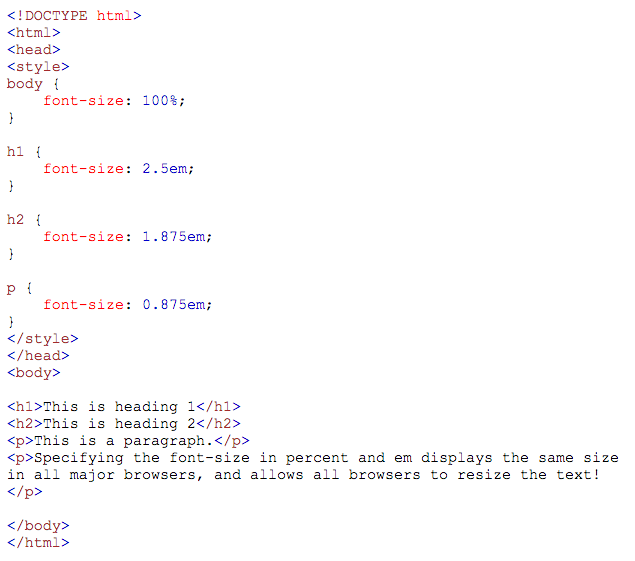 <!DOCTYPE html>
<html>
<head>
<style>
body {
    font-size: 100%;
}

h1 {
    font-size: 2.5em;
}

h2 {
    font-size: 1.875em;
}

p {
    font-size: 0.875em;
}
</style>
</head>
<body>

<h1>This is heading 1</h1>
<h2>This is heading 2</h2>
<p>This is a paragraph.</p>
<p>Specifying the font-size in percent and em displays the same size
in all major browsers, and allows all browsers to resize the text!
</p>

</body>
</html>